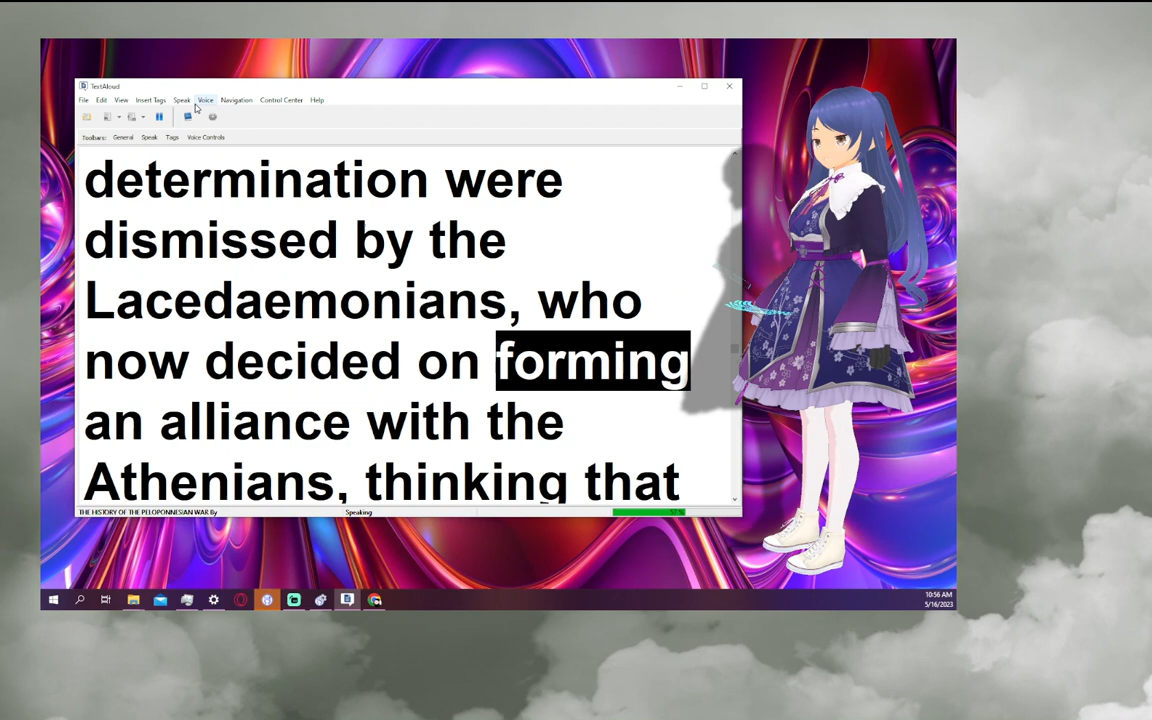 TextAloud
File Edit View Insert Tags Speak Voice Navigation Control Center Help
Toolbars: General Speak Tags Voice Controls
determination were
dismissed by the
Lacedaemonians, who
now decided on forming
an alliance with the
Athenians, thinking that
THE HISTORY OF THE PELOPONNESIAN WAR By Speaking 57 %
10:56 AM
5/16/2023